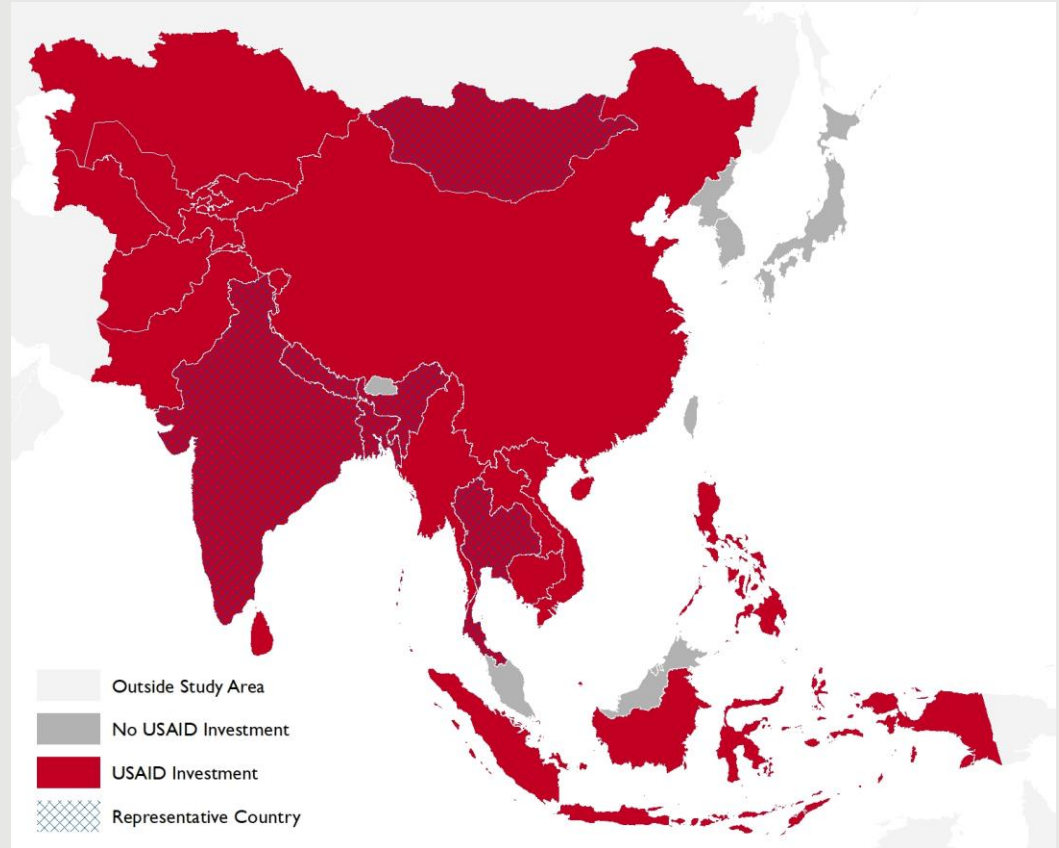 Outside Study Area
No USAID Investment
USAID Investment
Representative Country